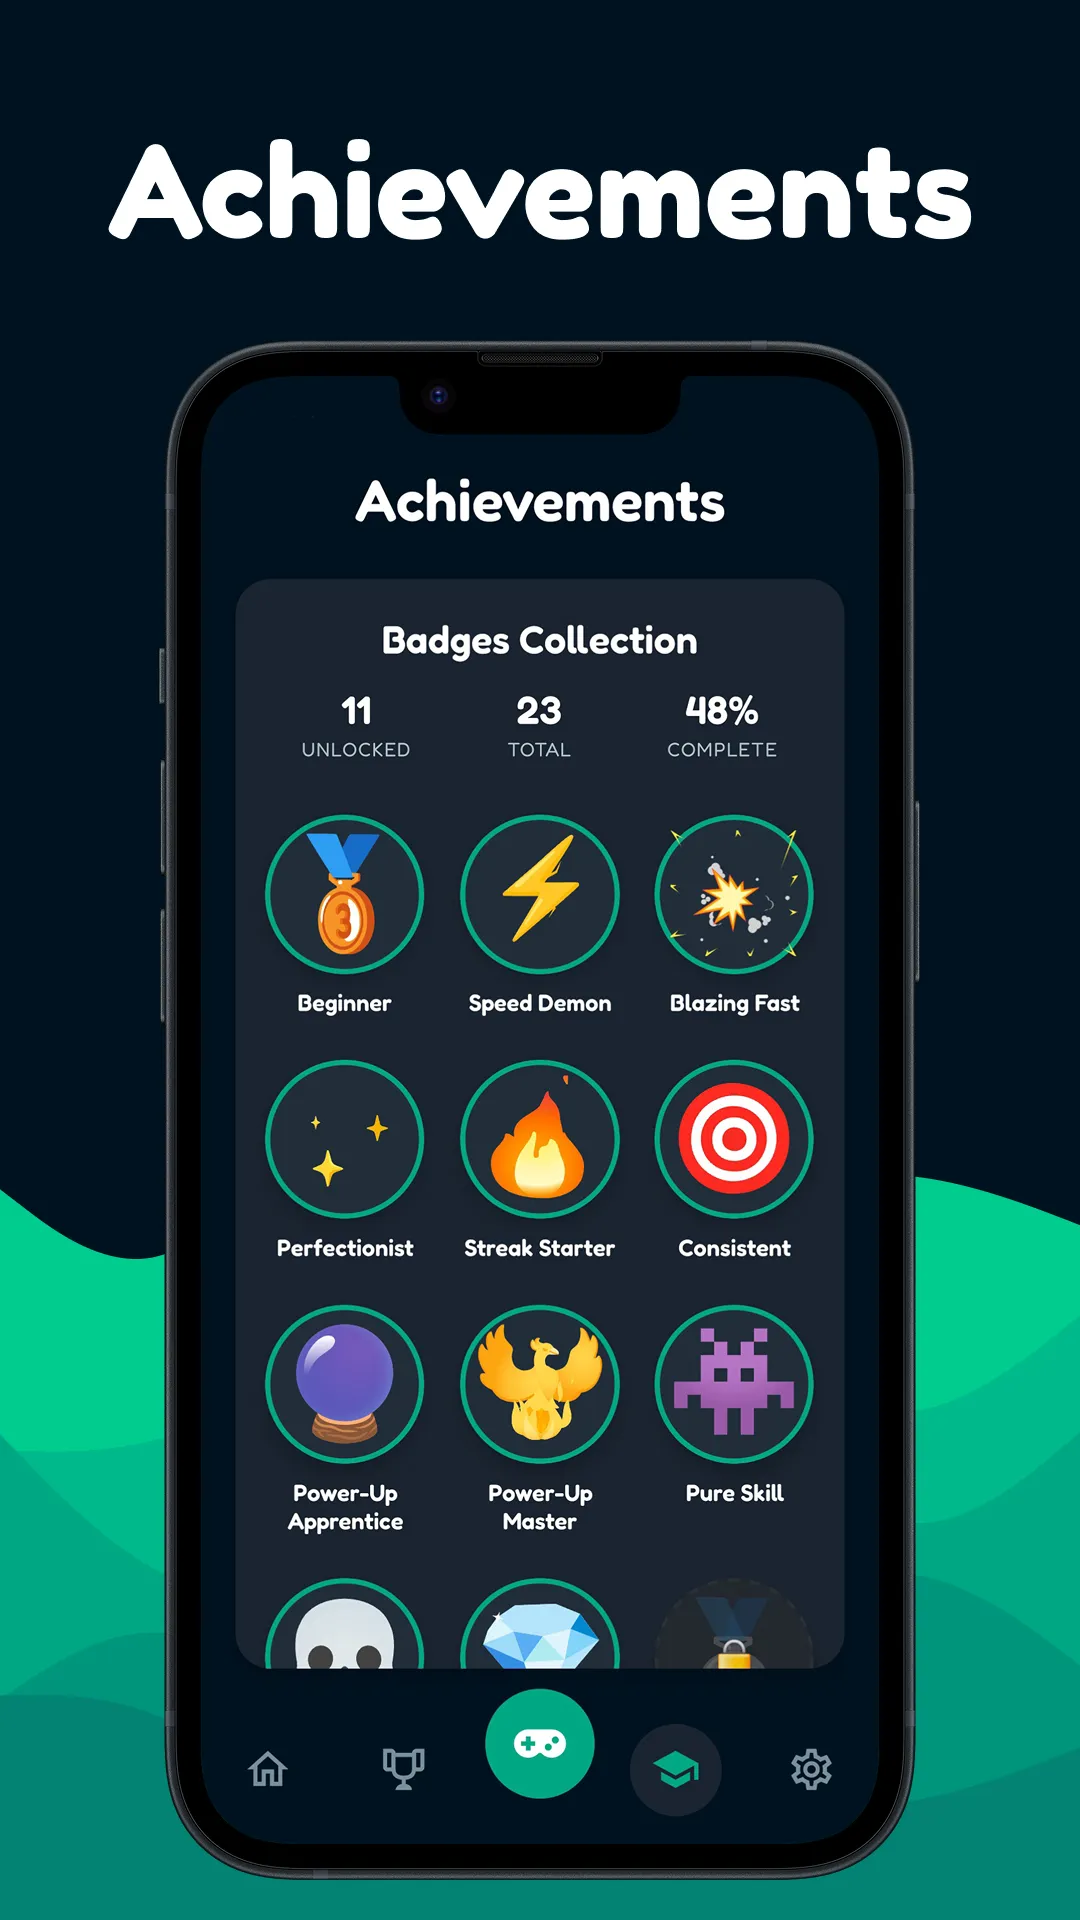 Achievements
Achievements
Badges Collection
11 23 48%
UNLOCKED TOTAL COMPLETE
3
Beginner Speed Demon Blazing Fast
Perfectionist Streak Starter Consistent
Power-Up Power-Up Pure Skill
Apprentice Master